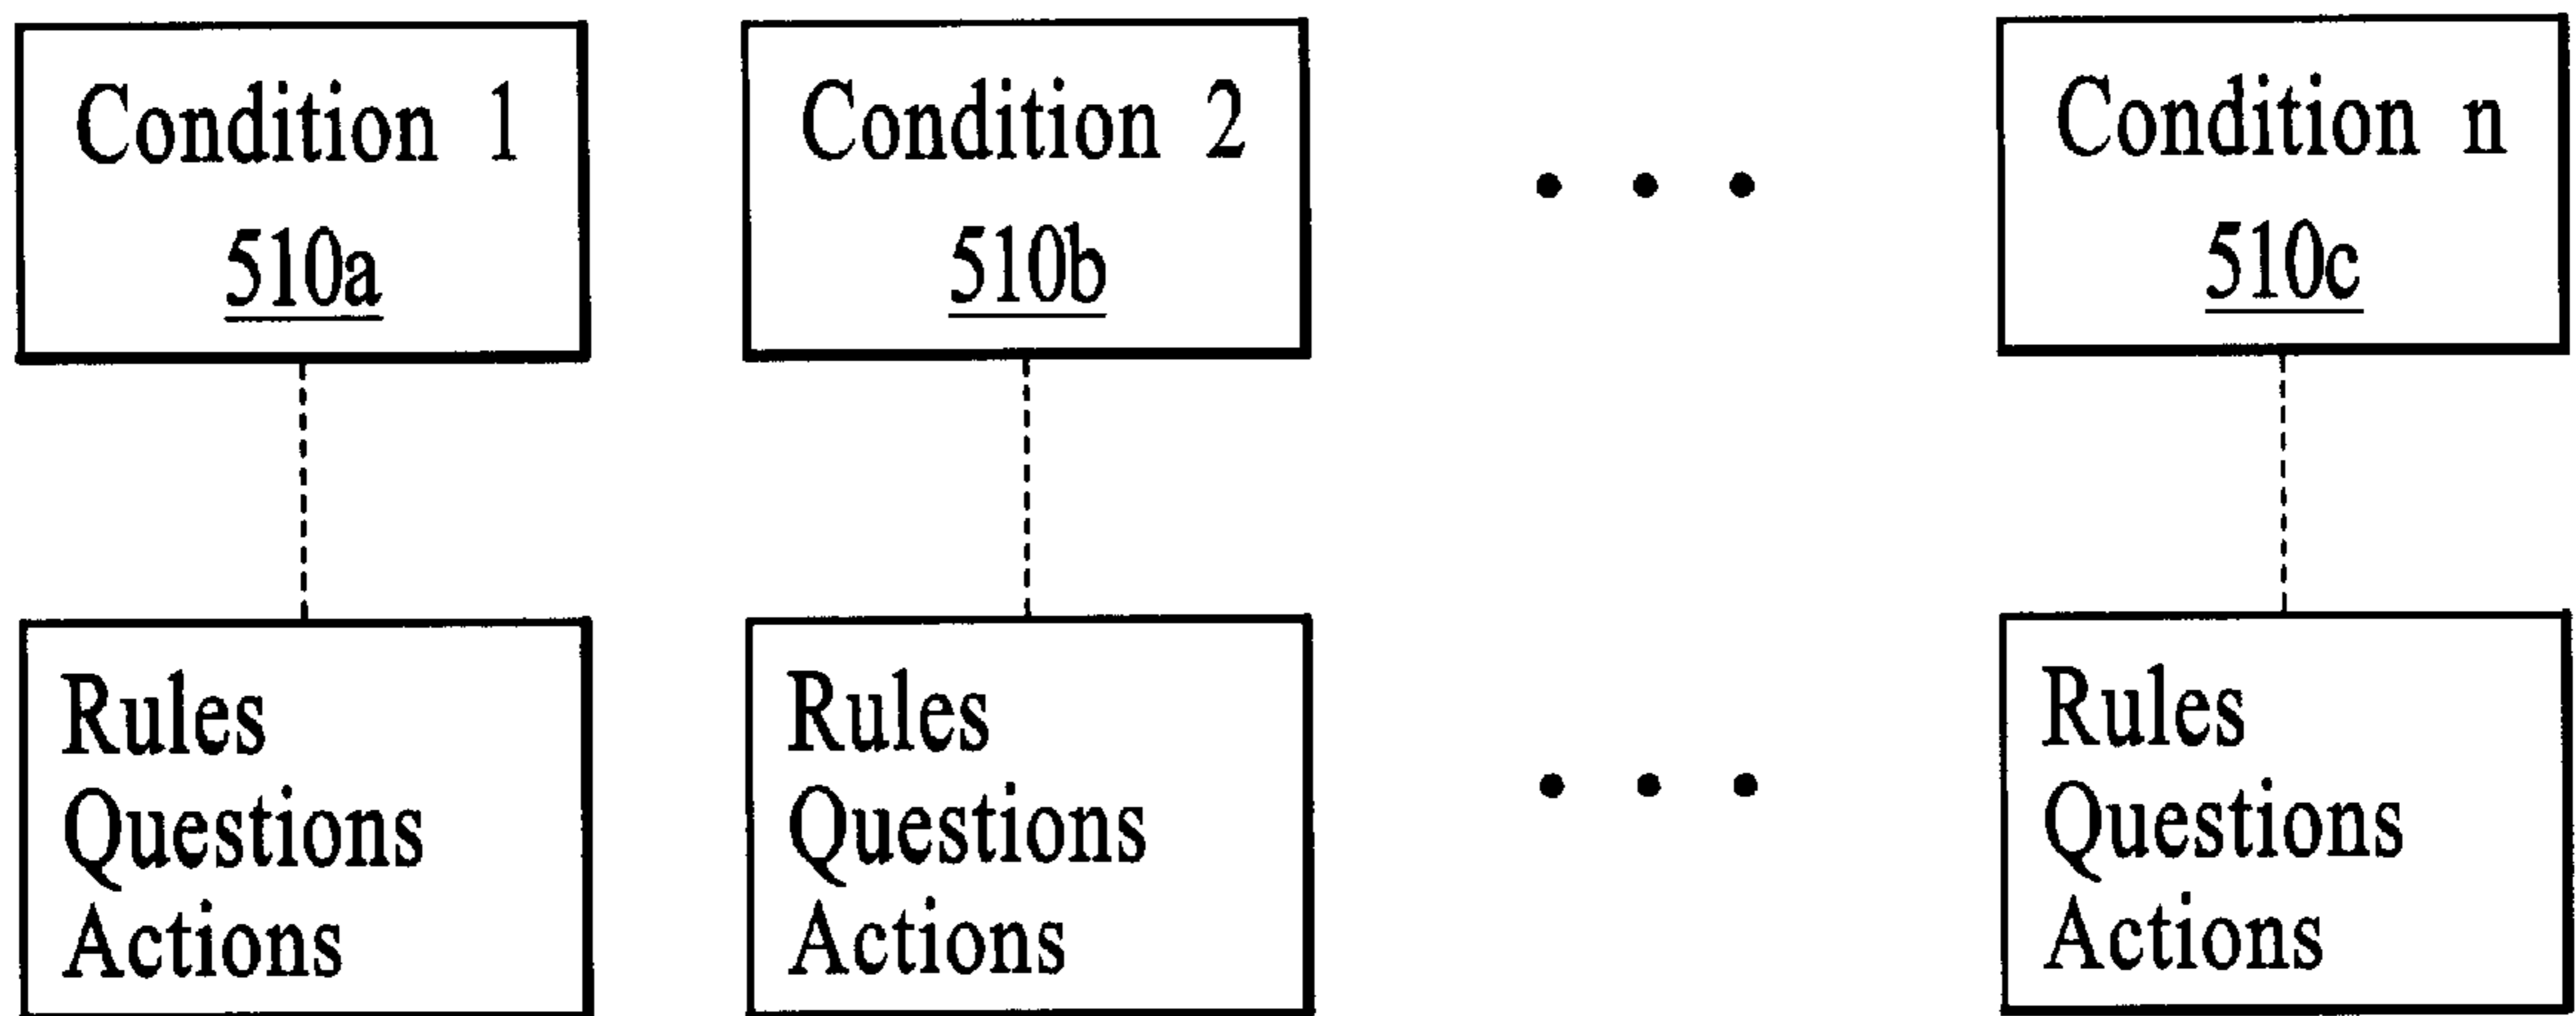 Condition 1
510a
Condition 2
510b
• • •
Condition n
510c
Rules
Questions
Actions
Rules
Questions
Actions
• • •
Rules
Questions
Actions